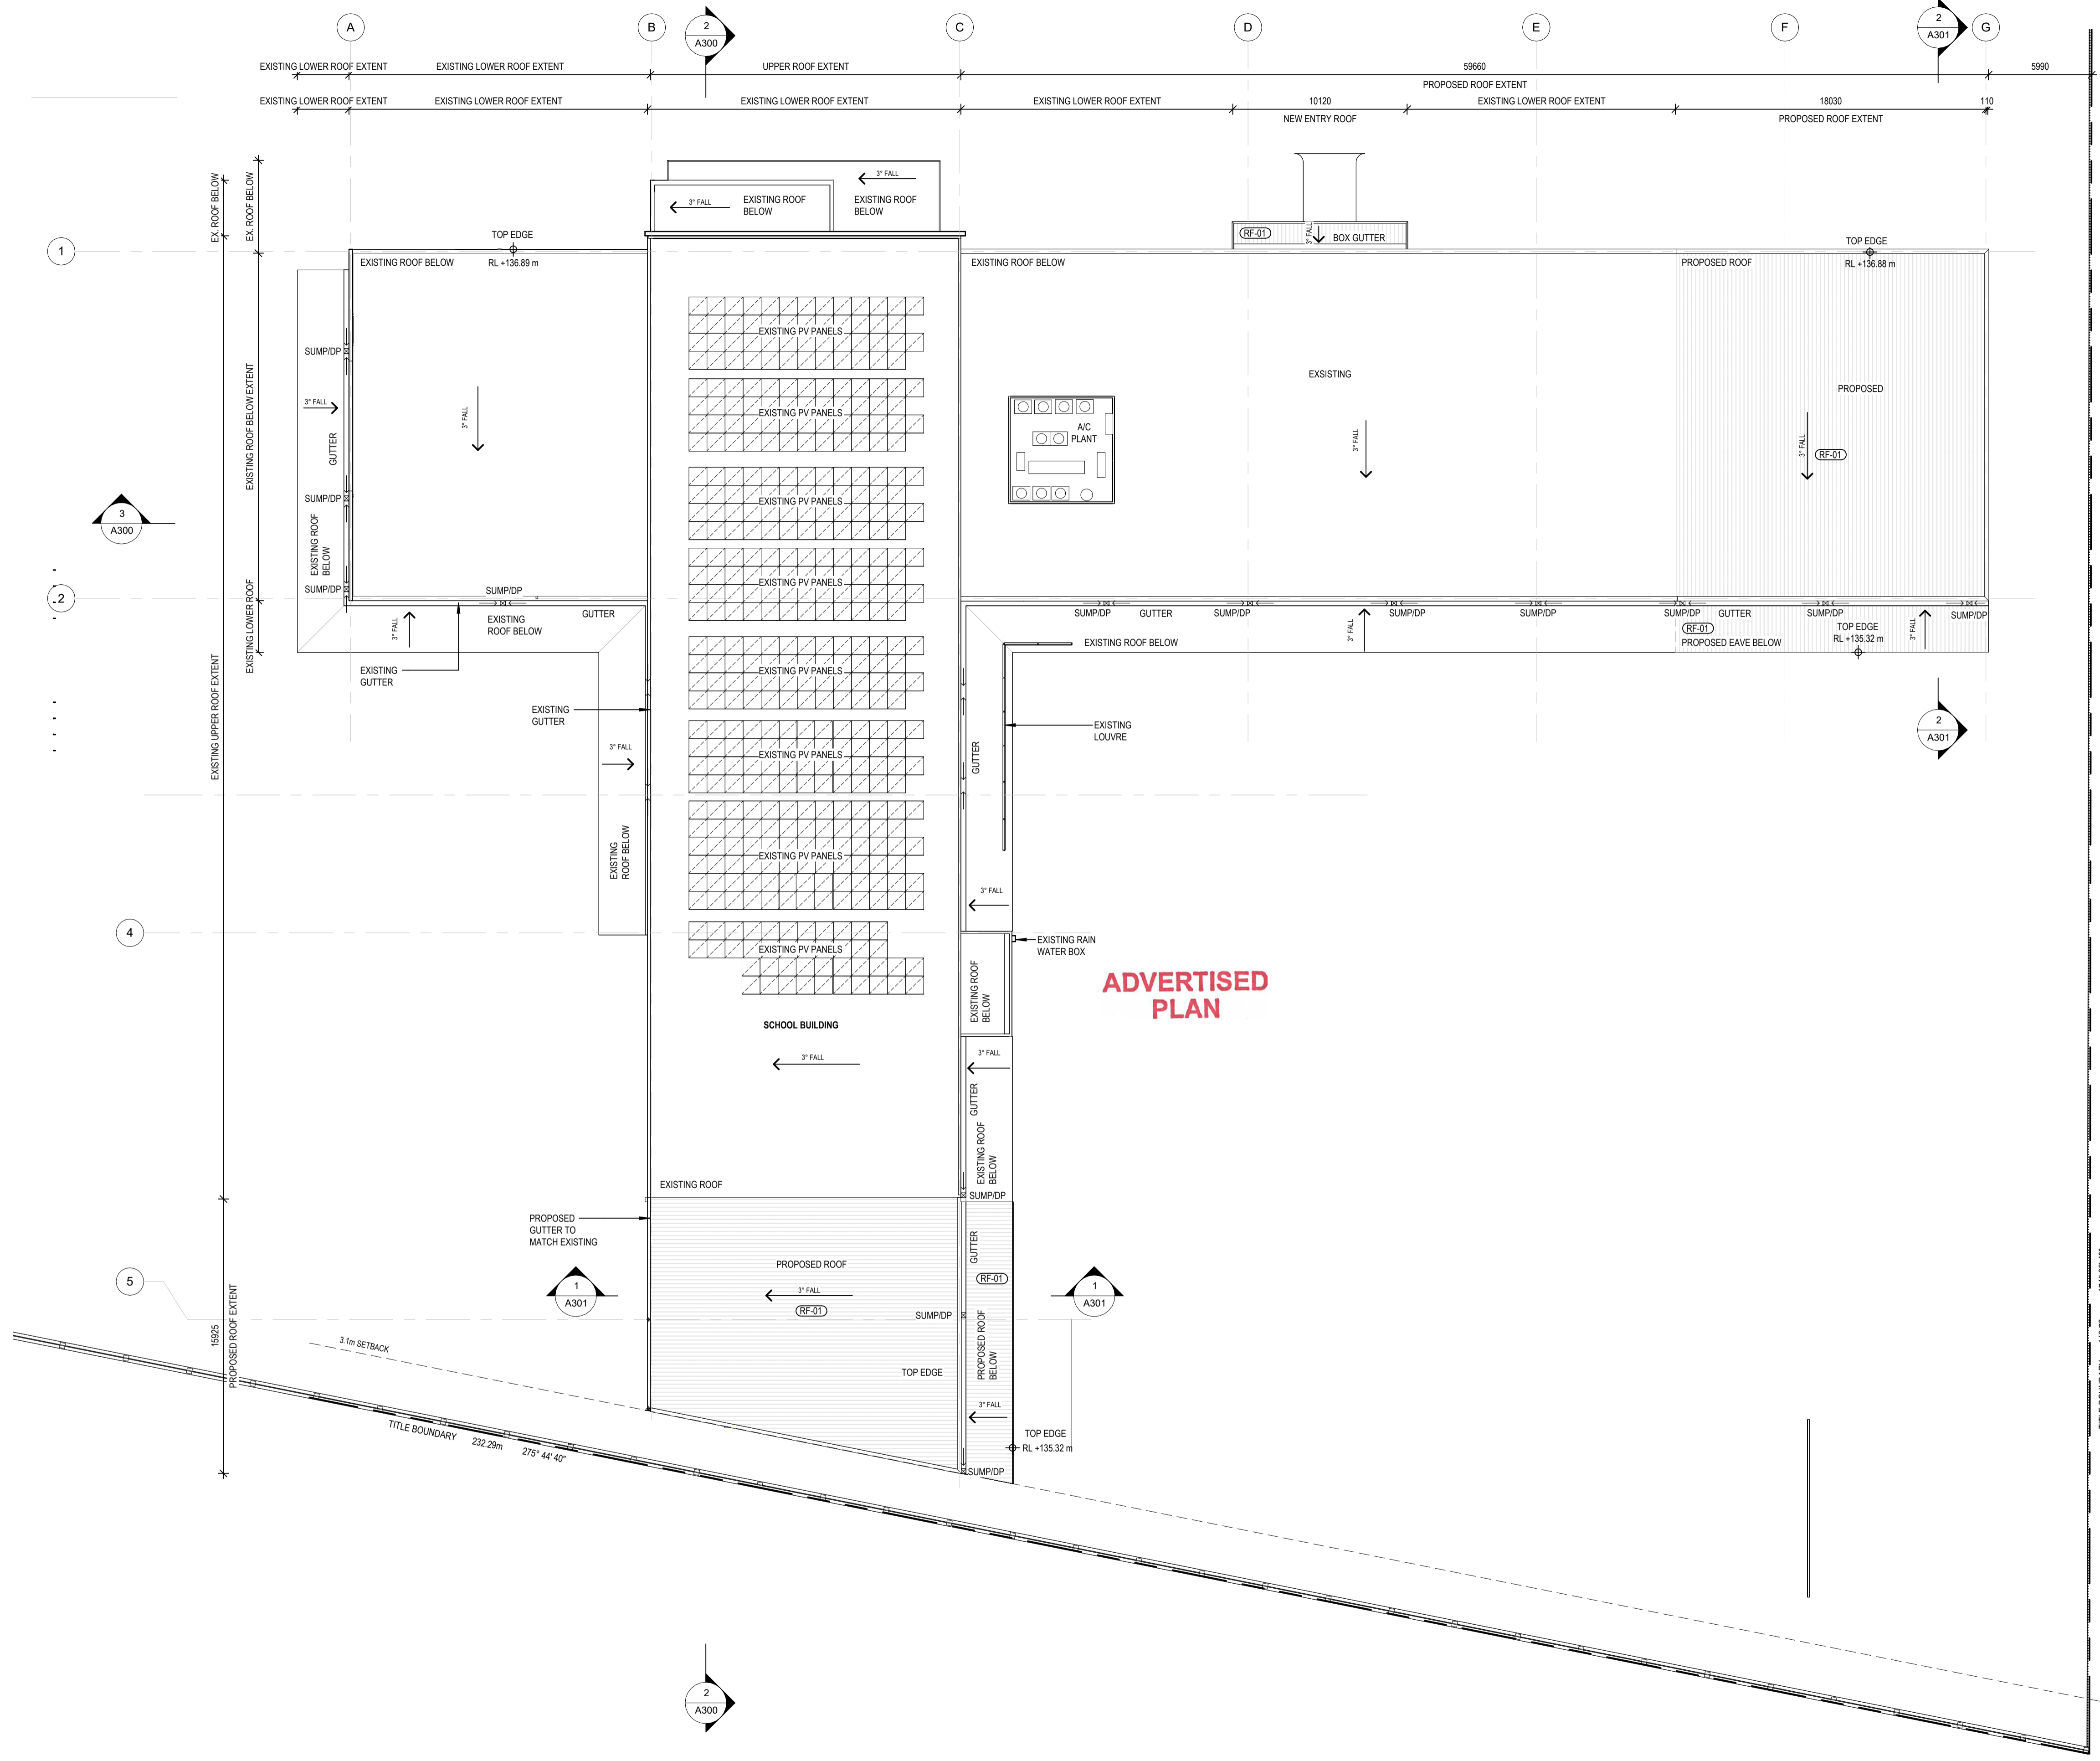 A
B
2
A300
C
D
E
F
2
A301
G
EXISTING LOWER ROOF EXTENT
EXISTING LOWER ROOF EXTENT
UPPER ROOF EXTENT
59660
5990
PROPOSED ROOF EXTENT
EXISTING LOWER ROOF EXTENT
EXISTING LOWER ROOF EXTENT
EXISTING LOWER ROOF EXTENT
EXISTING LOWER ROOF EXTENT
10120
EXISTING LOWER ROOF EXTENT
18030
110
NEW ENTRY ROOF
PROPOSED ROOF EXTENT
EX. ROOF BELOW
EX. ROOF BELOW
3° FALL
3° FALL
EXISTING ROOF
BELOW
EXISTING ROOF
BELOW
1
TOP EDGE
RL +136.89 m
EXISTING ROOF BELOW
EXISTING ROOF BELOW
RF-01
3° FALL
BOX GUTTER
PROPOSED ROOF
TOP EDGE
RL +136.88 m
EXISTING PV PANELS
SUMP/DP
EXSISTING
PROPOSED
3° FALL
GUTTER
EXISTING ROOF BELOW EXTENT
3° FALL
EXISTING PV PANELS
A/C
PLANT
3° FALL
3° FALL
RF-01
SUMP/DP
EXISTING PV PANELS
3
A300
EXISTING ROOF
BELOW
EXISTING PV PANELS
2
SUMP/DP
SUMP/DP
EXISTING LOWER ROOF
3° FALL
EXISTING
ROOF BELOW
GUTTER
SUMP/DP
GUTTER
SUMP/DP
SUMP/DP
SUMP/DP
SUMP/DP
GUTTER
SUMP/DP
SUMP/DP
3° FALL
RF-01
TOP EDGE
RL +135.32 m
3° FALL
EXISTING ROOF BELOW
PROPOSED EAVE BELOW
EXISTING
GUTTER
EXISTING PV PANELS
EXISTING UPPER ROOF EXTENT
EXISTING
GUTTER
EXISTING
LOUVRE
2
A301
3° FALL
EXISTING PV PANELS
GUTTER
EXISTING
ROOF BELOW
EXISTING PV PANELS
3° FALL
4
EXISTING PV PANELS
EXISTING RAIN
WATER BOX
EXISTING ROOF
BELOW
ADVERTISED
PLAN
SCHOOL BUILDING
3° FALL
3° FALL
GUTTER
EXISTING ROOF
BELOW
EXISTING ROOF
SUMP/DP
PROPOSED
GUTTER TO
MATCH EXISTING
GUTTER
PROPOSED ROOF
RF-01
5
1
A301
3° FALL
RF-01
1
A301
15925
PROPOSED ROOF EXTENT
SUMP/DP
3.1m SETBACK
PROPOSED ROOF
BELOW
TOP EDGE
3° FALL
TITLE BOUNDARY 232.29m 275° 44' 40"
TOP EDGE
RL +135.32 m
SUMP/DP
2
A300